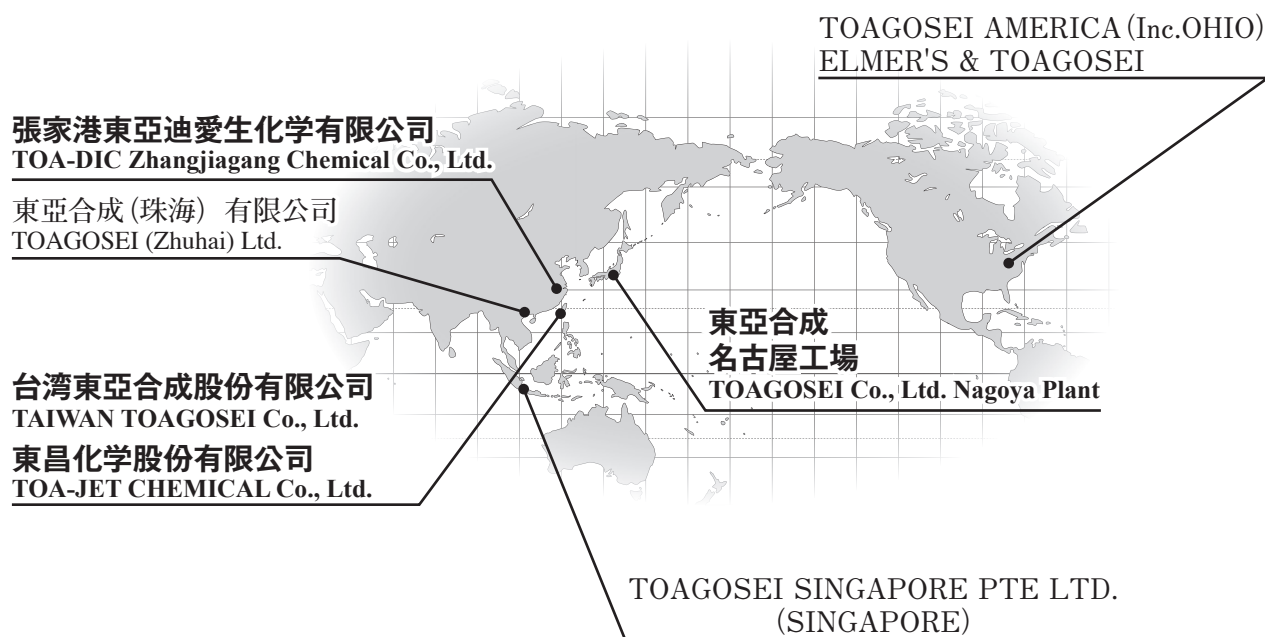 TOAGOSEI AMERICA (Inc.OHIO)
ELMER'S & TOAGOSEI
張家港東亞迪愛生化学有限公司
TOA-DIC Zhangjiagang Chemical Co., Ltd.
東亞合成（珠海）有限公司
TOAGOSEI (Zhuhai) Ltd.
東亞合成
名古屋工場
TOAGOSEI Co., Ltd. Nagoya Plant
台湾東亞合成股份有限公司
TAIWAN TOAGOSEI Co., Ltd.
東昌化学股份有限公司
TOA-JET CHEMICAL Co., Ltd.
TOAGOSEI SINGAPORE PTE LTD.
(SINGAPORE)